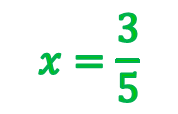 x = 3/5